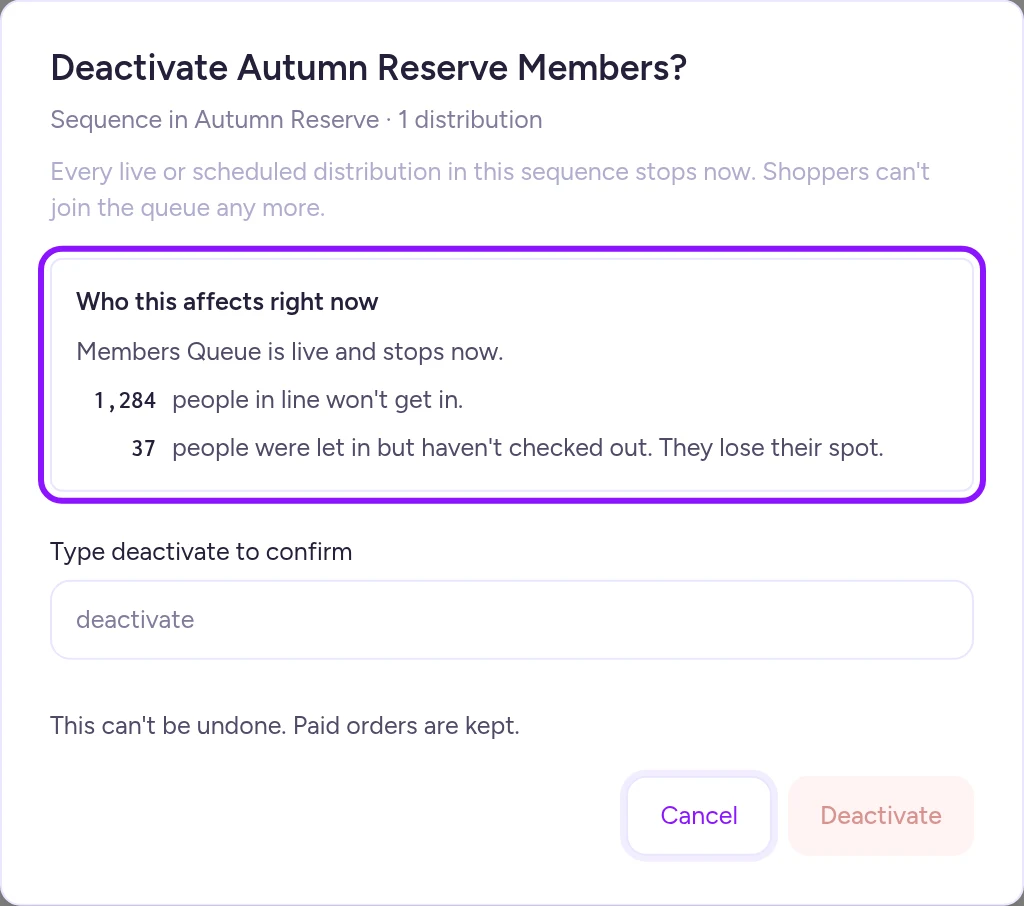 Deactivate Autumn Reserve Members?
Sequence in Autumn Reserve · 1 distribution
Every live or scheduled distribution in this sequence stops now. Shoppers can't
join the queue any more.
Who this affects right now
Members Queue is live and stops now.
1,284 people in line won't get in.
37 people were let in but haven't checked out. They lose their spot.
Type deactivate to confirm
deactivate
This can't be undone. Paid orders are kept.
Cancel Deactivate